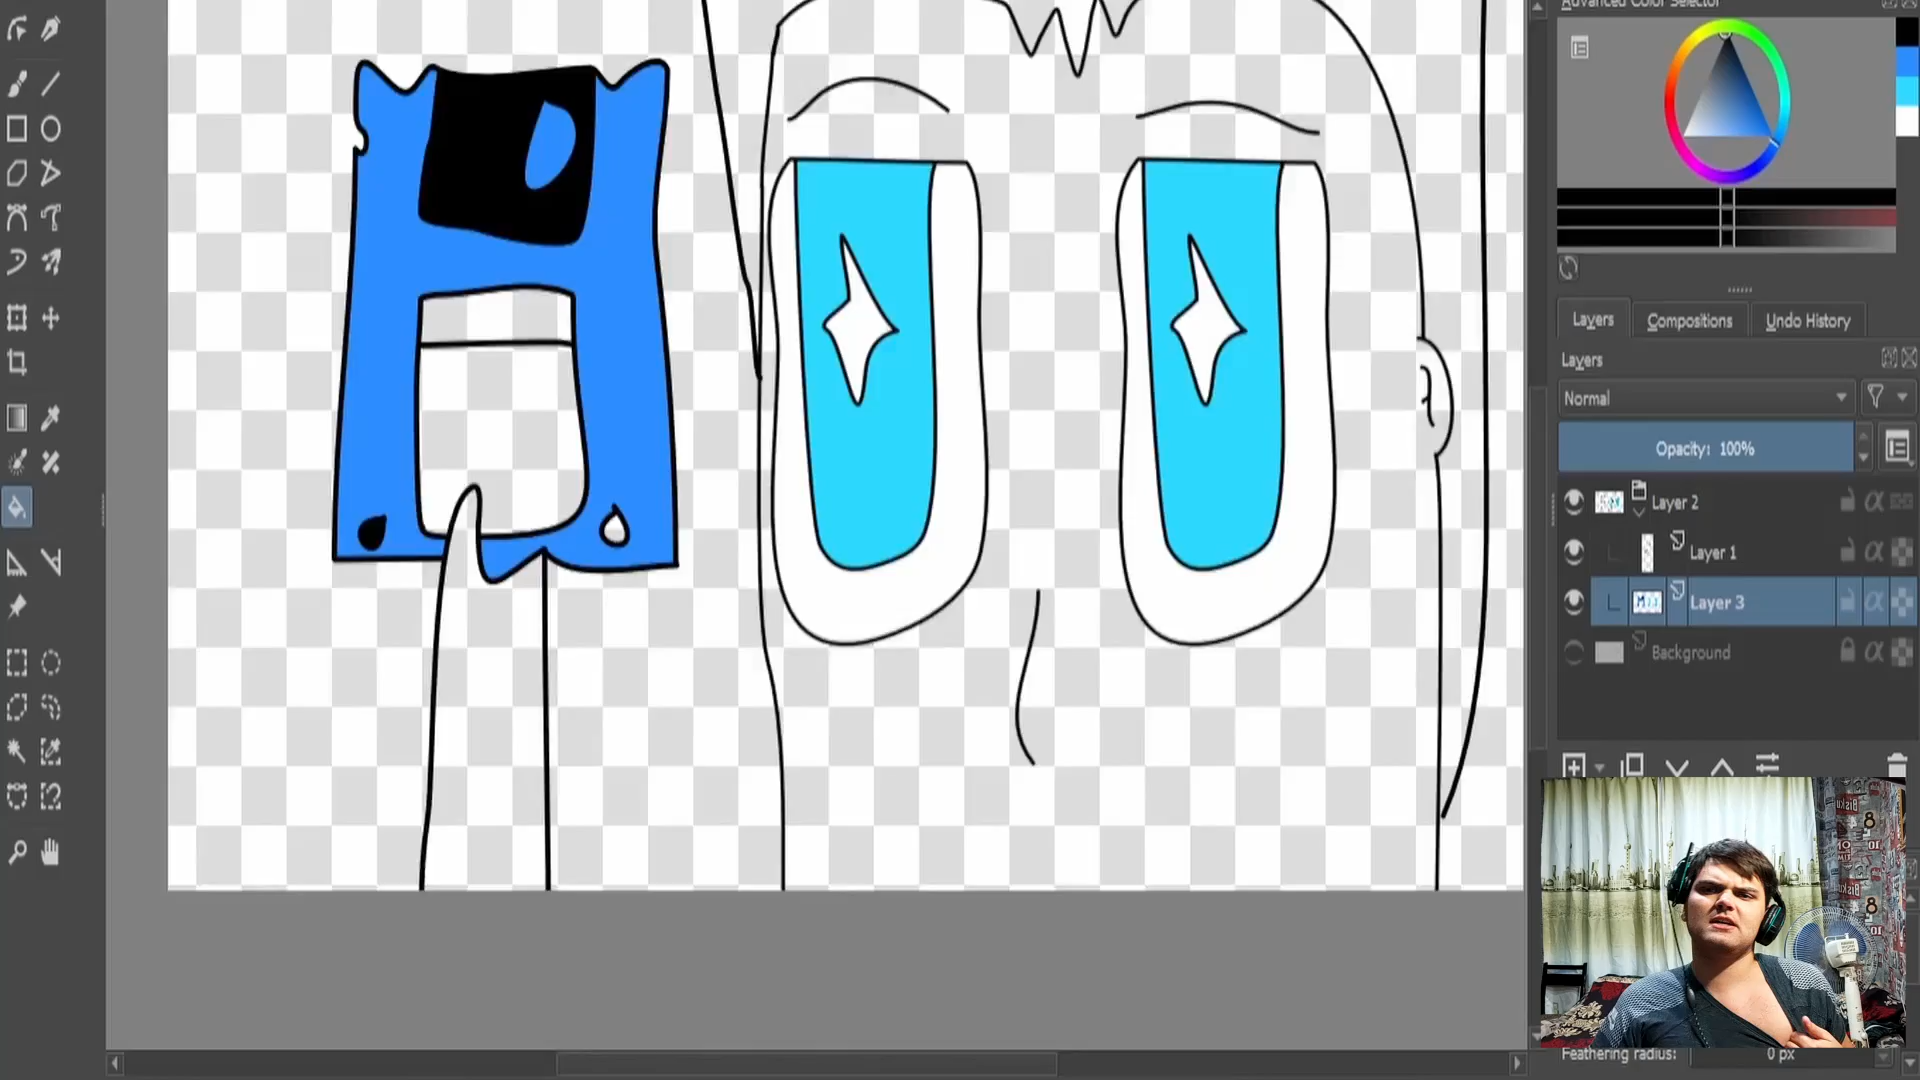 Advanced Color Selector
Layers
Compositions
Undo History
Layers
Normal
Opacity: 100%
Layer 2
Layer 1
Layer 3
Background
Feathering radius:
0 px